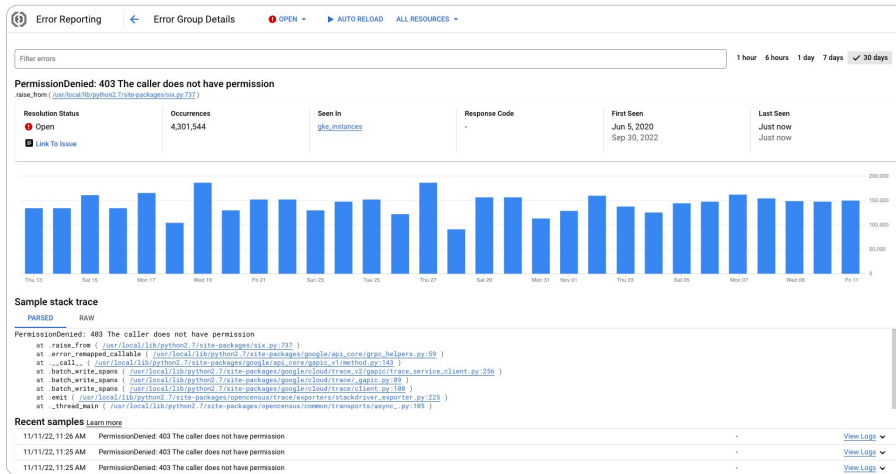 Error Reporting
Error Group Details
OPEN
AUTO RELOAD
ALL RESOURCES
Filter errors
1 hour 6 hours 1 day 7 days 30 days
PermissionDenied: 403 The caller does not have permission
.raise_from ( /usr/local/lib/python2.7/site-packages/six.py:737 )
Resolution Status Occurrences Seen In Response Code First Seen Last Seen
Open 4,301,544 gke_instances - Jun 5, 2020 Just now
Sep 30, 2022 Just now
Link To Issue
200,000
150,000
100,000
50,000
0
Thu 13 Sat 15 Mon 17 Wed 19 Fri 21 Sun 23 Tue 25 Thu 27 Sat 29 Mon 31 Nov 01 Thu 03 Sat 05 Mon 07 Wed 09 Fri 11
Sample stack trace
PARSED RAW
PermissionDenied: 403 The caller does not have permission
at .raise_from ( /usr/local/lib/python2.7/site-packages/six.py:737 )
at .error_remapped_callable ( /usr/local/lib/python2.7/site-packages/google/api_core/grpc_helpers.py:59 )
at .__call__ ( /usr/local/lib/python2.7/site-packages/google/api_core/gapic_v1/method.py:143 )
at .batch_write_spans ( /usr/local/lib/python2.7/site-packages/google/cloud/trace_v2/gapic/trace_service_client.py:256 )
at .batch_write_spans ( /usr/local/lib/python2.7/site-packages/google/cloud/trace/_gapic.py:89 )
at .batch_write_spans ( /usr/local/lib/python2.7/site-packages/google/cloud/trace/client.py:100 )
at .emit ( /usr/local/lib/python2.7/site-packages/opencensus/trace/exporters/stackdriver_exporter.py:225 )
at ._thread_main ( /usr/local/lib/python2.7/site-packages/opencensus/common/transports/async_.py:105 )
Recent samples Learn more
11/11/22, 11:26 AM PermissionDenied: 403 The caller does not have permission - View Logs
11/11/22, 11:25 AM PermissionDenied: 403 The caller does not have permission - View Logs
11/11/22, 11:25 AM PermissionDenied: 403 The caller does not have permission - View Logs